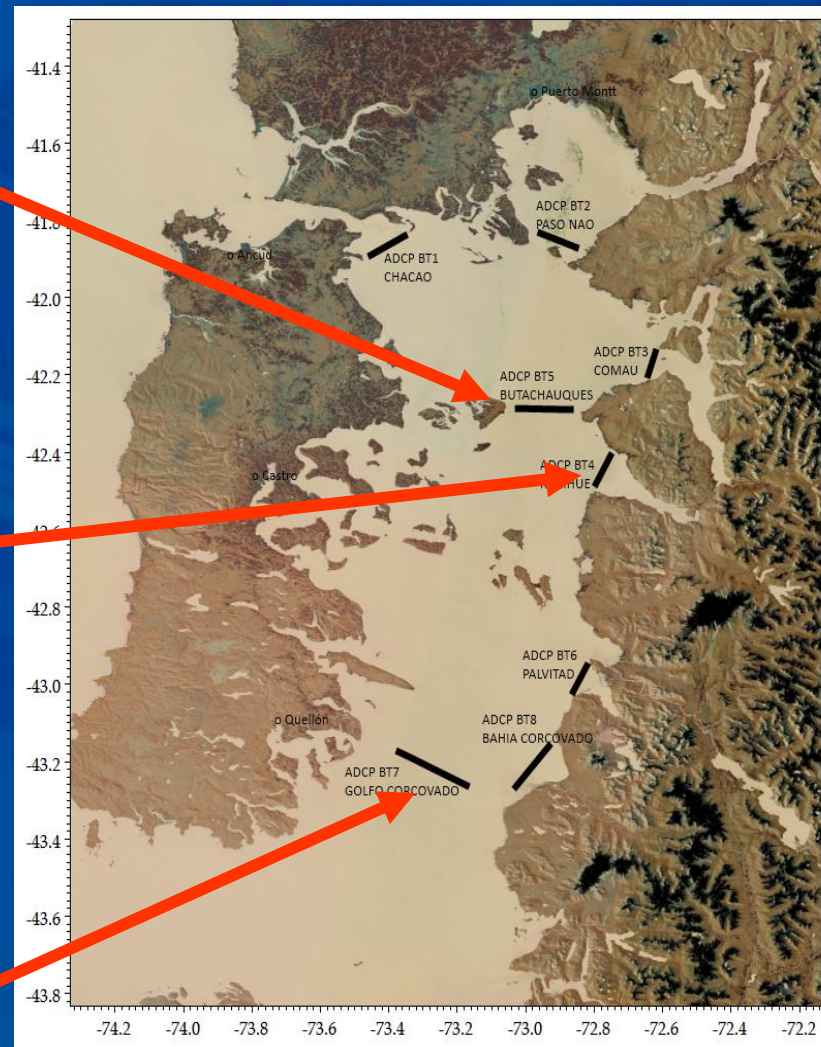 -41.4
o Puerto Montt
-41.6
-41.8
ADCP BT2
PASO NAO
o Ancud
ADCP BT1
CHACAO
-42.0
-42.2
ADCP BT3
COMAU
ADCP BT5
BUTACHAUQUES
-42.4
o Castro
ADCP BT4
-42.8
ADCP BT6
PALVITAD
-43.0
o Quellón
ADCP BT8
BAHIA CORCOVADO
-43.2
ADCP BT7
GOLFO CORCOVADO
-43.4
-43.6
-43.8
-74.2 -74.0 -73.8 -73.6 -73.4 -73.2 -73.0 -72.8 -72.6 -72.4 -72.2